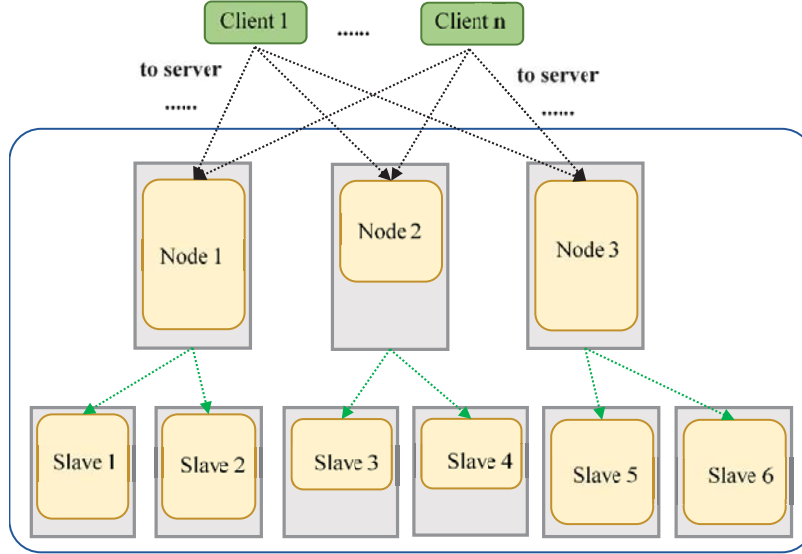 Client 1
......
Client n
to server
......
to server
......
Node 1
Node 2
Node 3
Slave 1
Slave 2
Slave 3
Slave 4
Slave 5
Slave 6